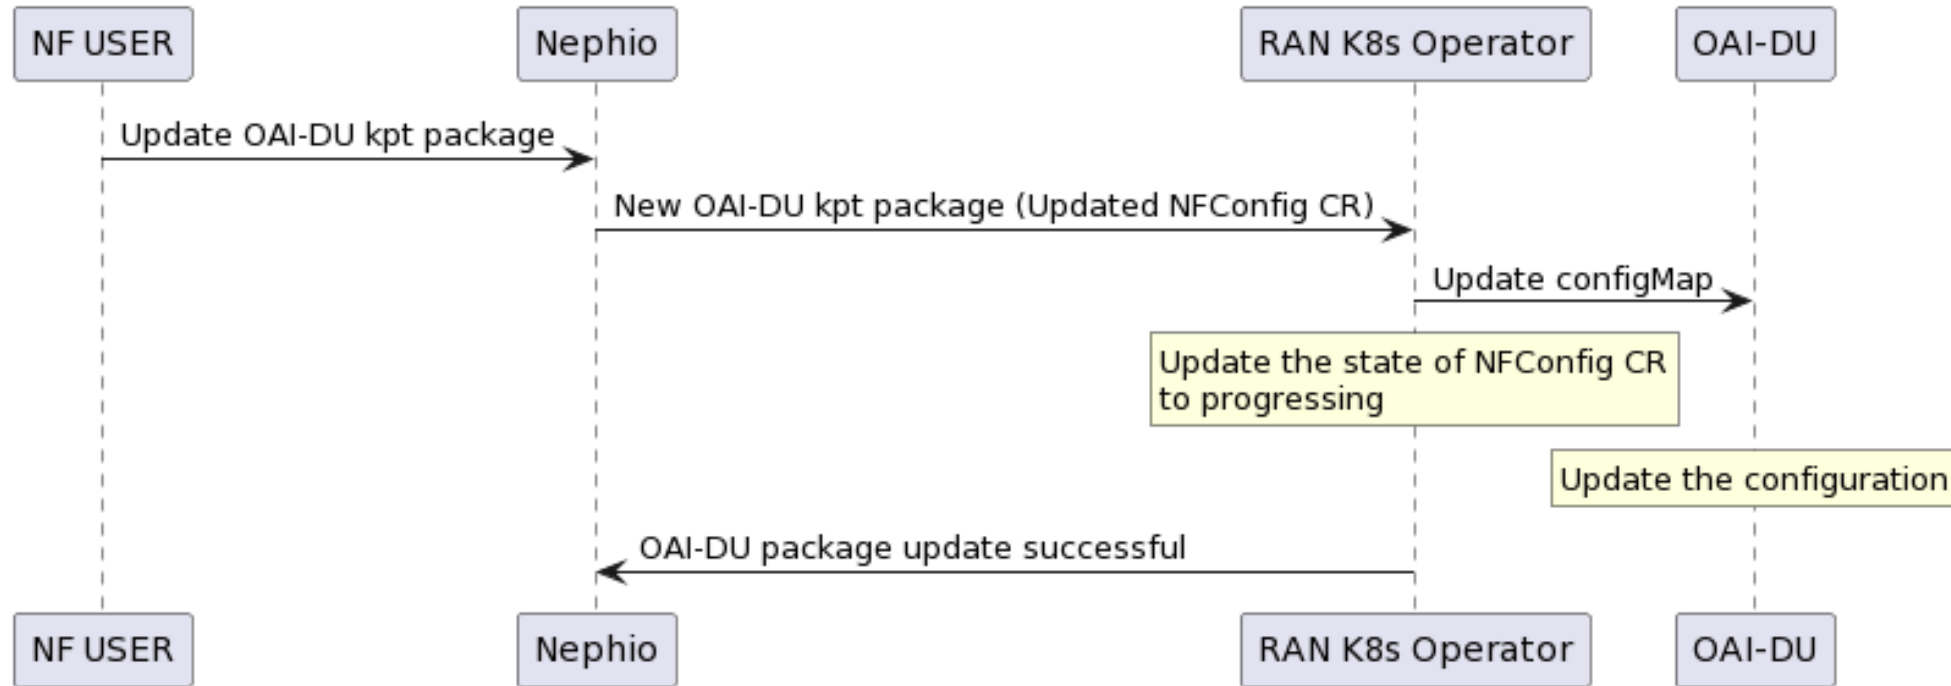 NF USER
Nephio
RAN K8s Operator
OAI-DU
Update OAI-DU kpt package
New OAI-DU kpt package (Updated NFConfig CR)
Update configMap
Update the state of NFConfig CR
to progressing
Update the configuration
OAI-DU package update successful
NF USER
Nephio
RAN K8s Operator
OAI-DU